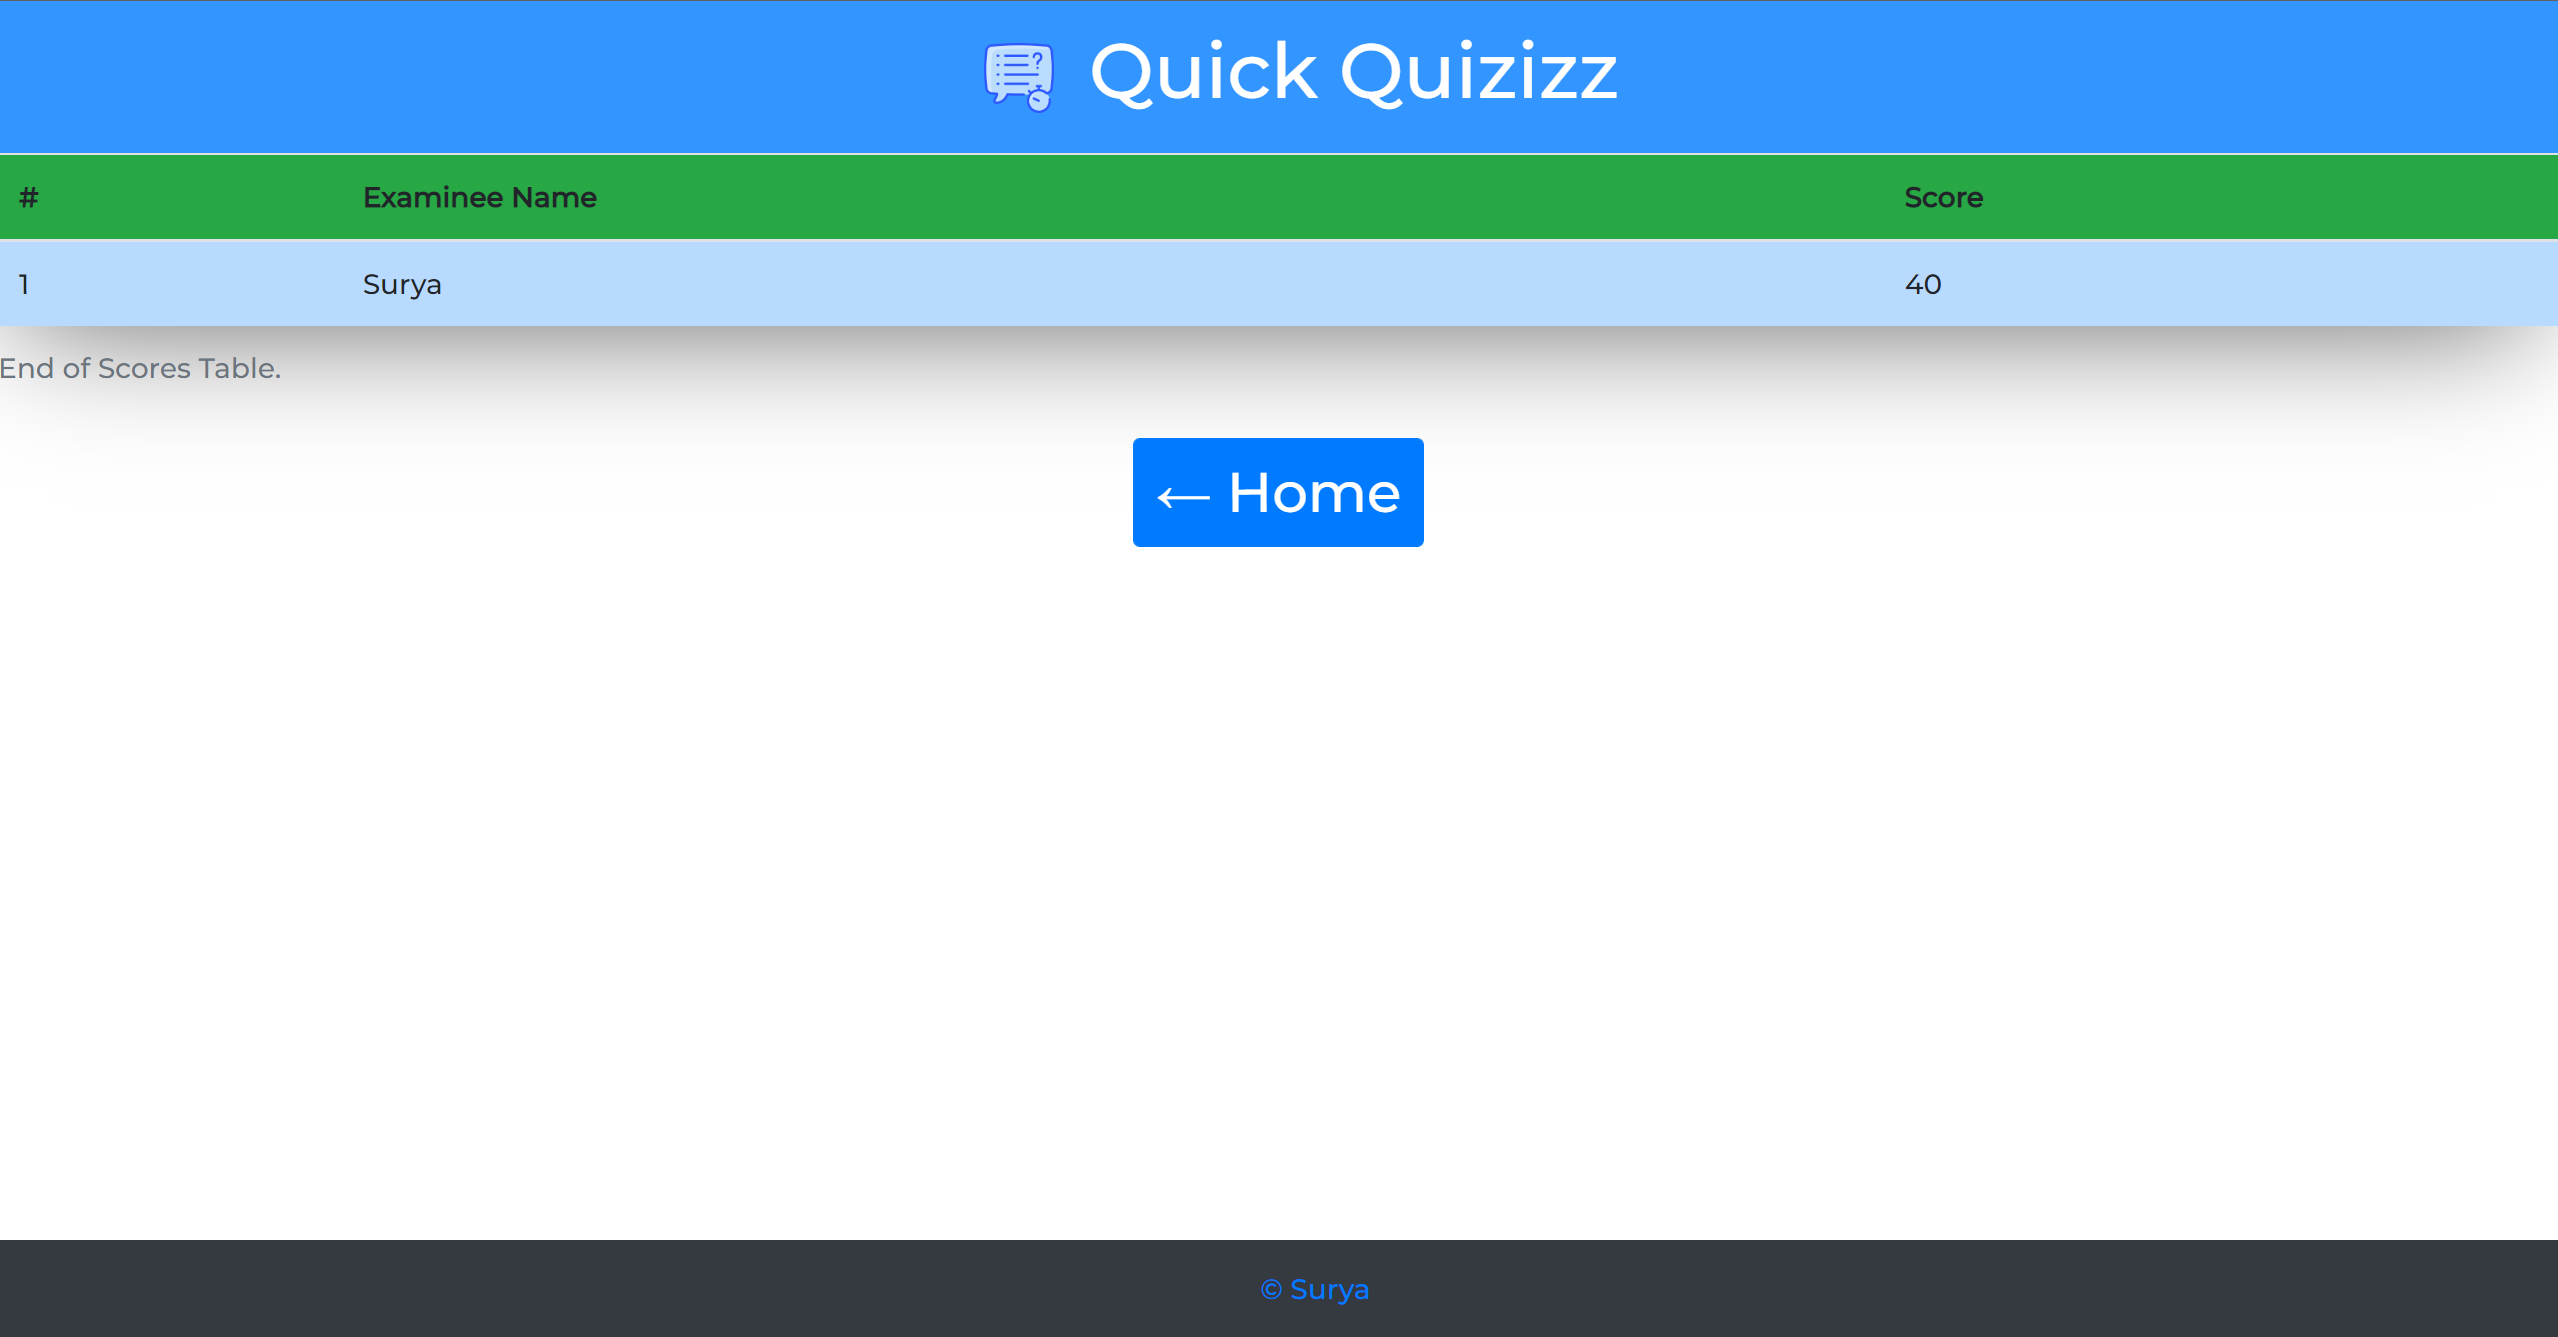 Quick Quizizz
# Examinee Name Score
1 Surya 40
End of Scores Table.
← Home
© Surya